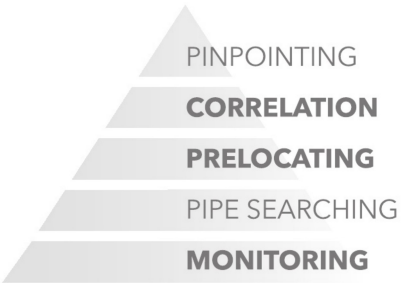 PINPOINTING
CORRELATION
PRELOCATING
PIPE SEARCHING
MONITORING